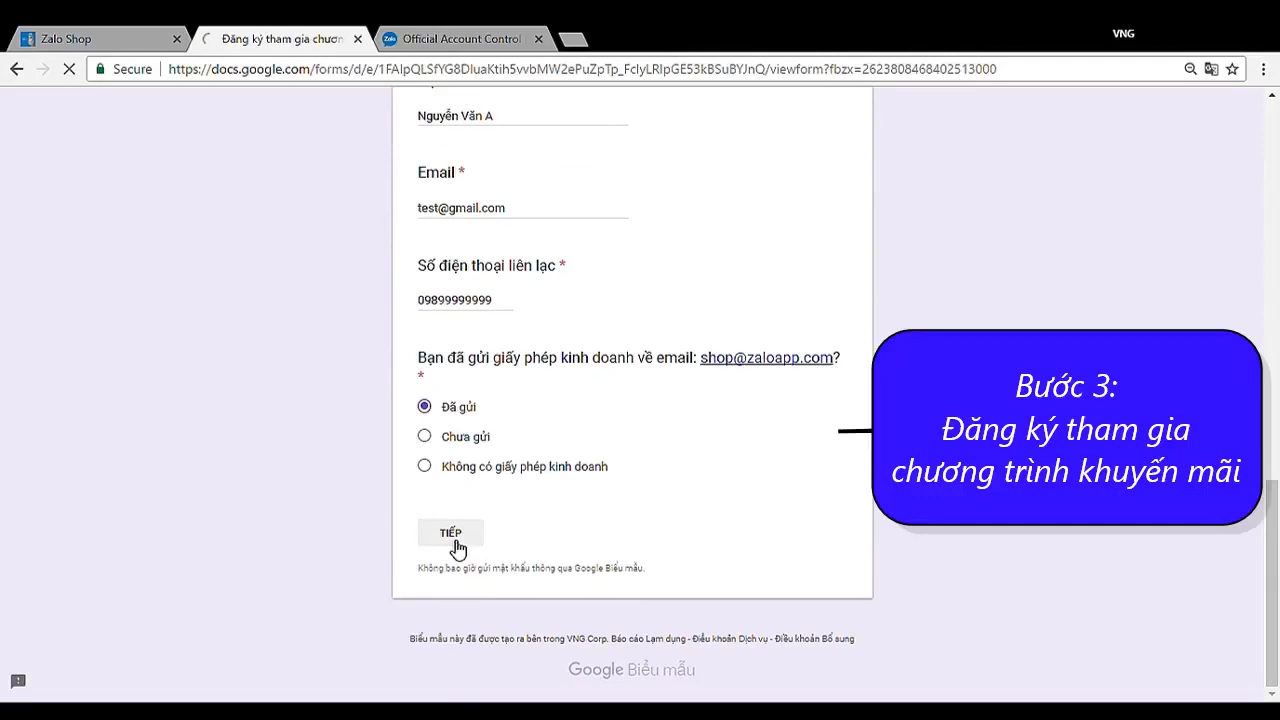 Zalo Shop
Đăng ký tham gia chươn
Official Account Control
VNG
Secure
https://docs.google.com/forms/d/e/1FAIpQLSfYG8DIuaKtih5vvbMW2ePuZpTp_FcIyLRIpGE53kBSuBYJnQ/viewform?fbzx=2623808468402513000
Nguyễn Văn A
Email *
test@gmail.com
Số điện thoại liên lạc *
09899999999
Bạn đã gửi giấy phép kinh doanh về email: shop@zaloapp.com?
*
Đã gửi
Chưa gửi
Không có giấy phép kinh doanh
Bước 3:
Đăng ký tham gia
chương trình khuyến mãi
TIẾP
Không bao giờ gửi mật khẩu thông qua Google Biểu mẫu.
Biểu mẫu này đã được tạo ra bên trong VNG Corp. Báo cáo Lạm dụng - Điều khoản Dịch vụ - Điều khoản Bổ sung
Google Biểu mẫu